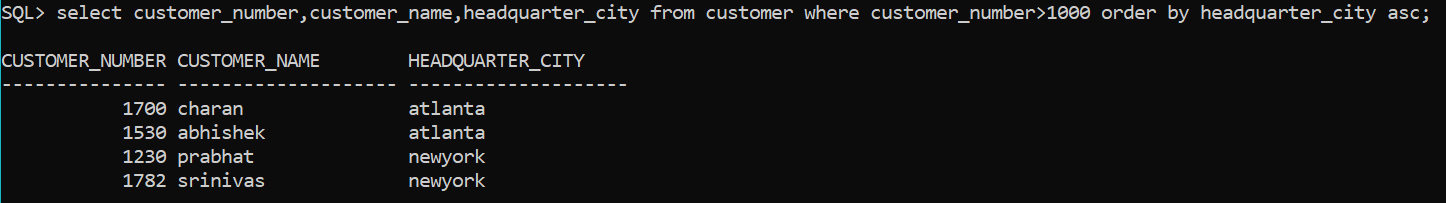 SQL> select customer_number,customer_name,headquarter_city from customer where customer_number>1000 order by headquarter_city asc;
CUSTOMER_NUMBER CUSTOMER_NAME        HEADQUARTER_CITY
--------------- -------------------- --------------------
           1700 charan               atlanta
           1530 abhishek             atlanta
           1230 prabhat              newyork
           1782 srinivas             newyork